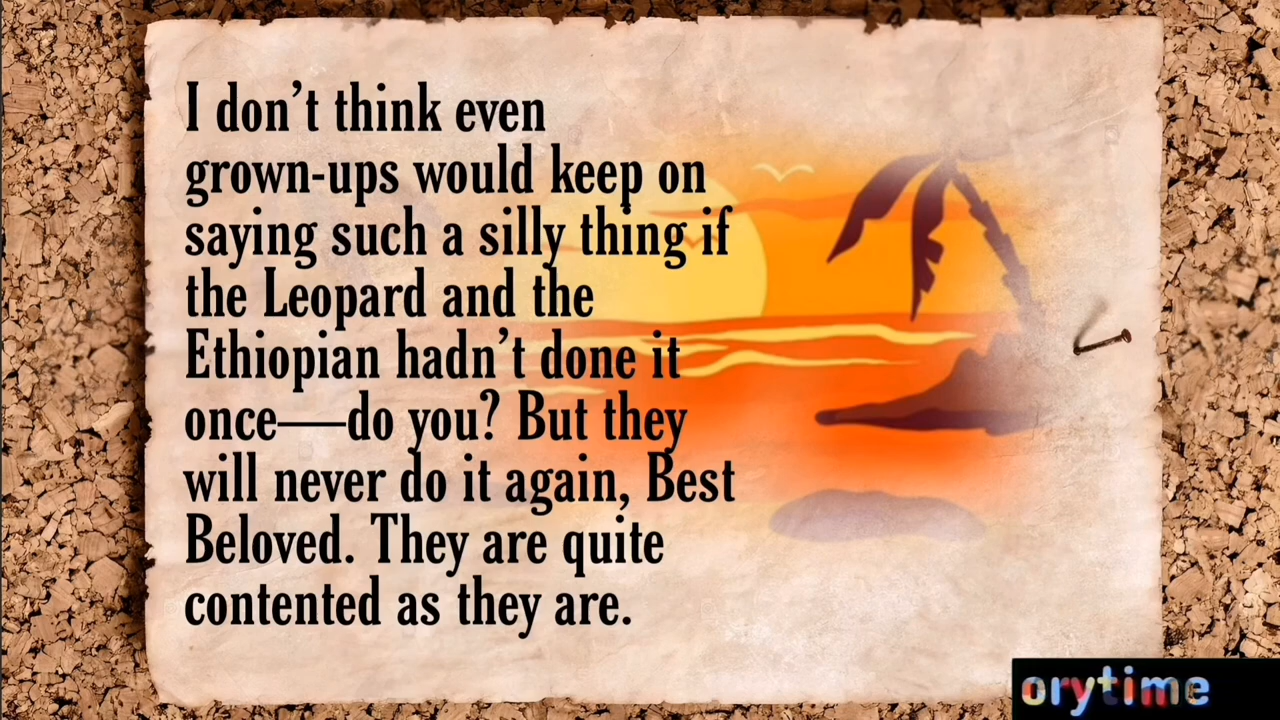 I don’t think even
grown-ups would keep on
saying such a silly thing if
the Leopard and the
Ethiopian hadn’t done it
once—do you? But they
will never do it again, Best
Beloved. They are quite
contented as they are.
orytime